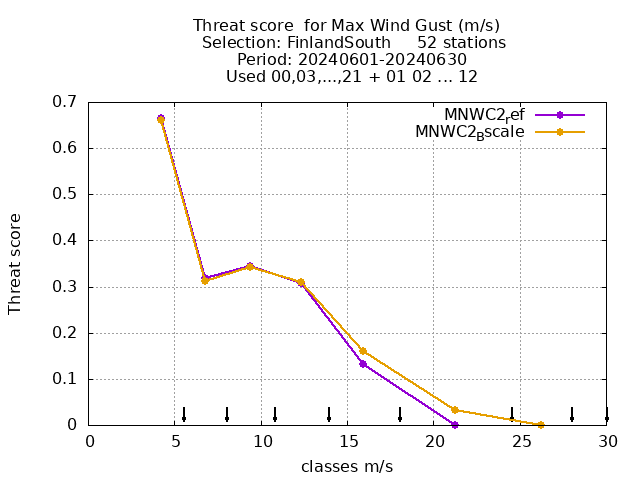 Threat score  for Max Wind Gust (m/s)
Selection: FinlandSouth     52 stations
Period: 20240601-20240630
Used 00,03,...,21 + 01 02 ... 12
0.7
0.6
0.5
0.4
0.3
0.2
0.1
0
Threat score
MNWC2_ref
MNWC2_Bscale
0 5 10 15 20 25 30
classes m/s